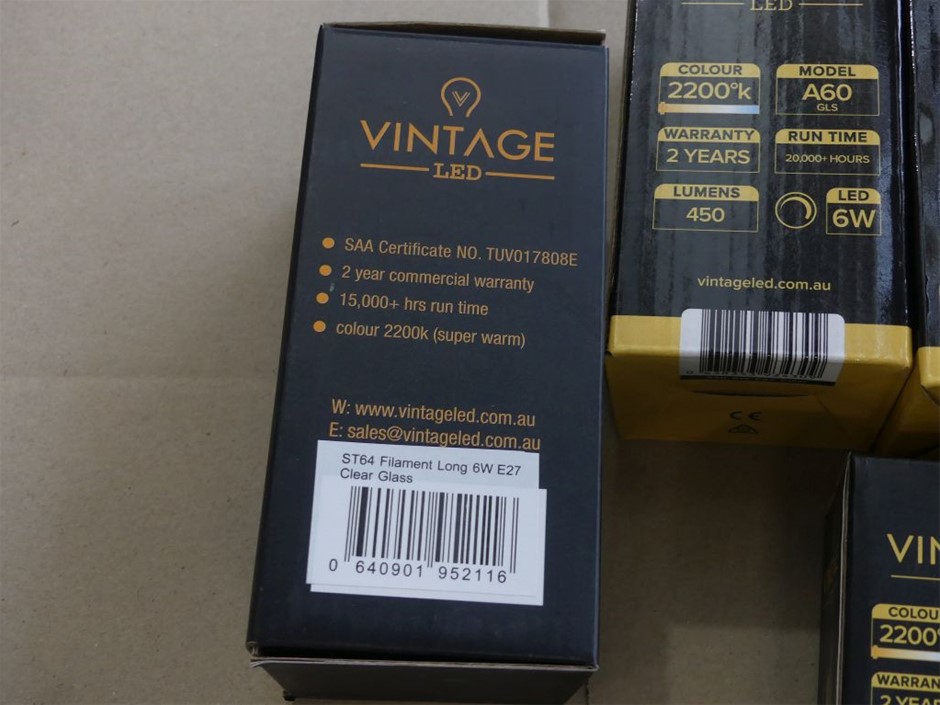 VINTAGE
LED
SAA Certificate NO. TUV017808E
2 year commercial warranty
15,000+ hrs run time
colour 2200k (super warm)
W: www.vintageled.com.au
E: sales@vintageled.com.au
ST64 Filament Long 6W E27
Clear Glass
0 640901 952116
LED
COLOUR
2200°k
MODEL
A60
GLS
WARRANTY
2 YEARS
RUN TIME
20,000+ HOURS
LUMENS
450
LED
6W
vintageled.com.au
CE
VIN
COLOU
2200°
WARRAN
2 YEA